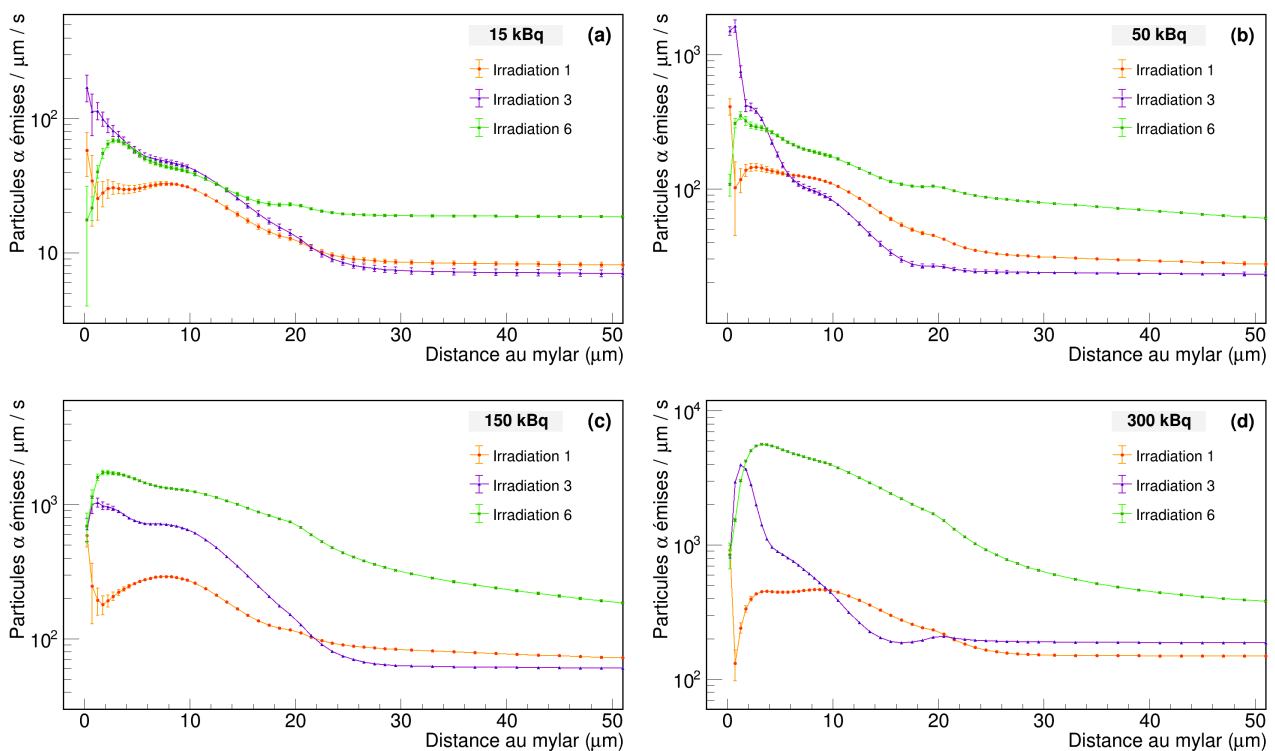 Particules α émises / μm / s
15 kBq
(a)
Irradiation 1
Irradiation 3
Irradiation 6
10²
10
0 10 20 30 40 50
Distance au mylar (μm)
Particules α émises / μm / s
50 kBq
(b)
Irradiation 1
Irradiation 3
Irradiation 6
10³
10²
0 10 20 30 40 50
Distance au mylar (μm)
Particules α émises / μm / s
150 kBq
(c)
Irradiation 1
Irradiation 3
Irradiation 6
10³
10²
0 10 20 30 40 50
Distance au mylar (μm)
Particules α émises / μm / s
300 kBq
(d)
Irradiation 1
Irradiation 3
Irradiation 6
10⁴
10³
10²
0 10 20 30 40 50
Distance au mylar (μm)